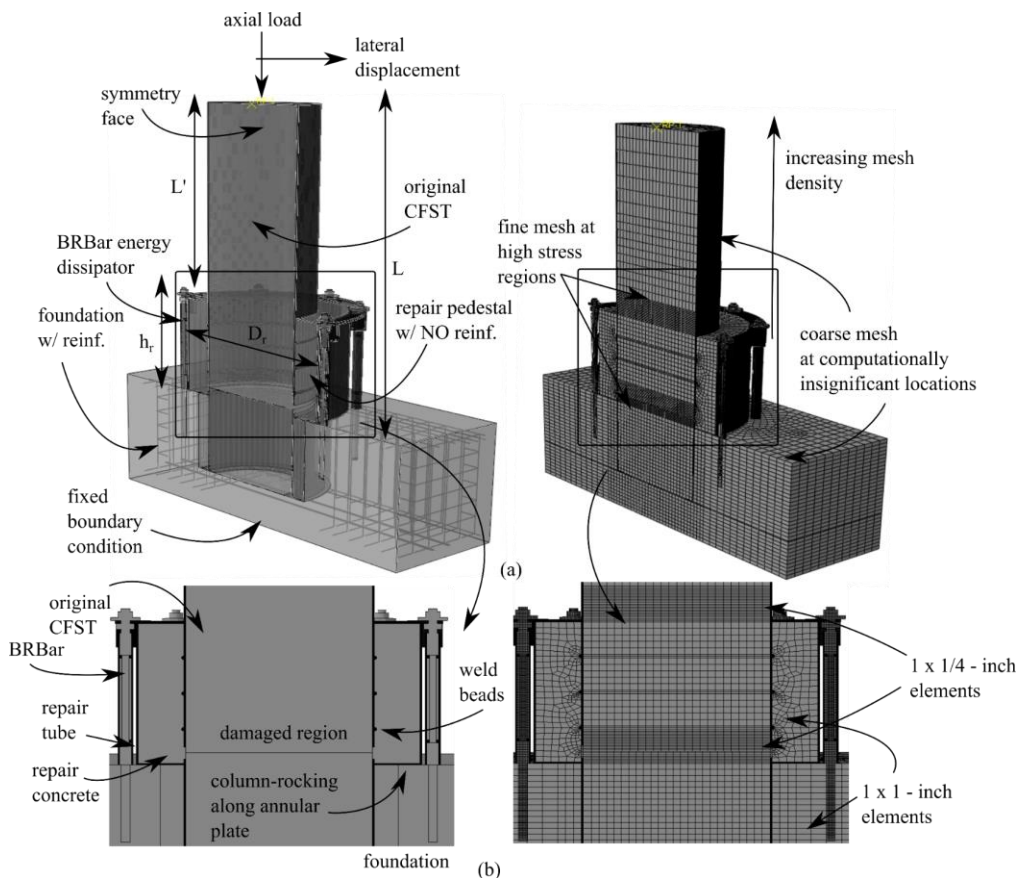 axial load
lateral
displacement
symmetry
face
L'
original
CFST
L
BRBar energy
dissipator
foundation
w/ reinf.
h_r
D_r
repair pedestal
w/ NO reinf.
fixed
boundary
condition
increasing mesh
density
fine mesh at
high stress
regions
coarse mesh
at computationally
insignificant locations
(a)
original
CFST
BRBar
repair
tube
repair
concrete
damaged region
column-rocking
along annular
plate
weld
beads
foundation
1 x 1/4 - inch
elements
1 x 1 - inch
elements
(b)